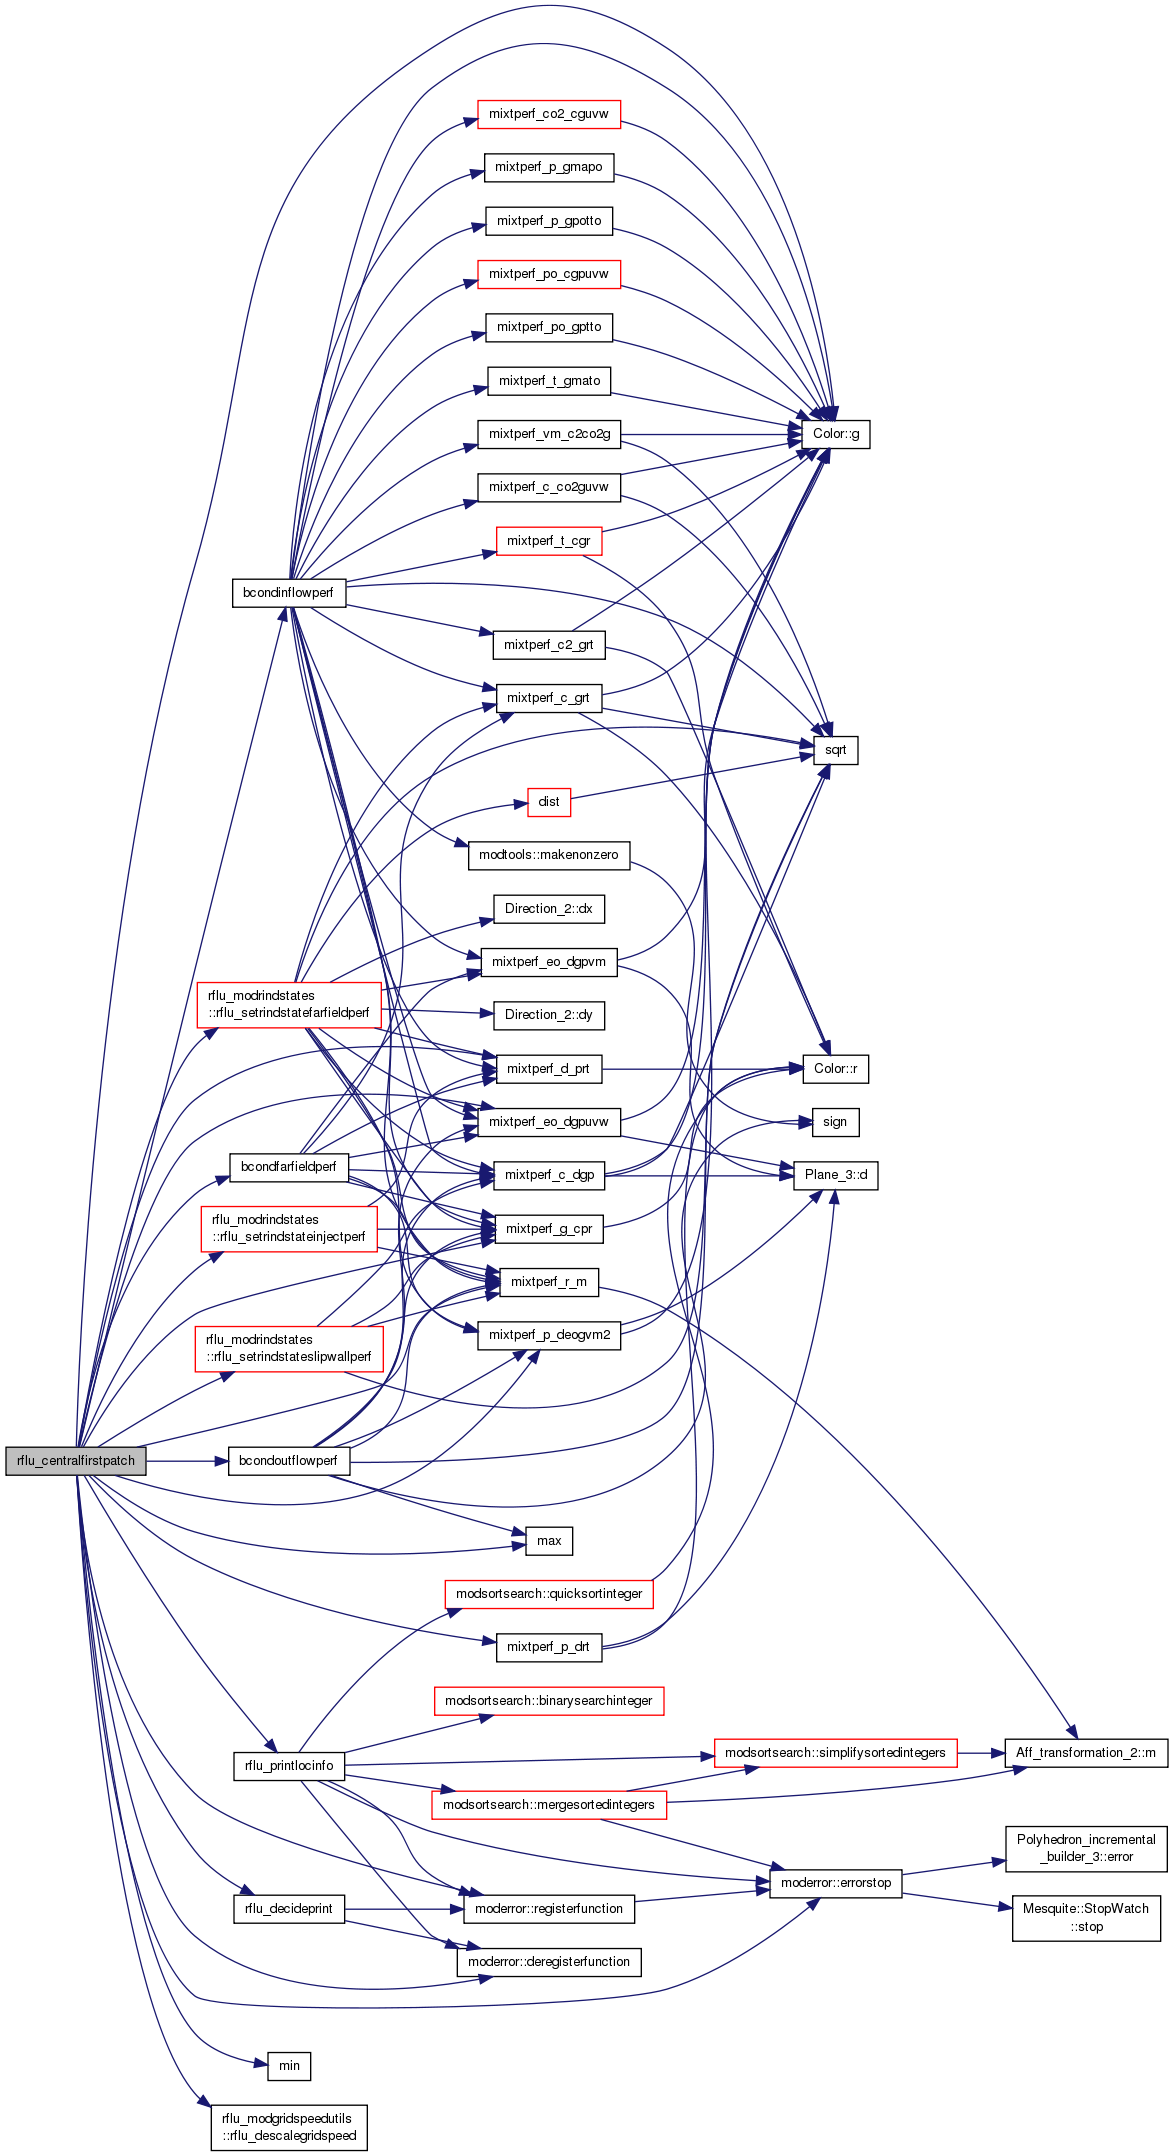 mixtperf_co2_cguvw
mixtperf_p_gmapo
mixtperf_p_gpotto
mixtperf_po_cgpuvw
mixtperf_po_gptto
mixtperf_t_gmato
mixtperf_vm_c2co2g
Color::g
mixtperf_c_co2guvw
mixtperf_t_cgr
bcondinflowperf
mixtperf_c2_grt
mixtperf_c_grt
sqrt
dist
modtools::makenonzero
Direction_2::dx
mixtperf_eo_dgpvm
rflu_modrindstates
::rflu_setrindstatefarfieldperf
Direction_2::dy
mixtperf_d_prt
Color::r
mixtperf_eo_dgpuvw
sign
bcondfarfieldperf
mixtperf_c_dgp
Plane_3::d
rflu_modrindstates
::rflu_setrindstateinjectperf
mixtperf_g_cpr
mixtperf_r_m
mixtperf_p_deogvm2
rflu_modrindstates
::rflu_setrindstateslipwallperf
rflu_centralfirstpatch
bcondoutflowperf
max
modsortsearch::quicksortinteger
mixtperf_p_drt
modsortsearch::binarysearchinteger
rflu_printlocinfo
modsortsearch::simplifysortedintegers
Aff_transformation_2::m
modsortsearch::mergesortedintegers
Polyhedron_incremental
_builder_3::error
moderror::errorstop
rflu_decideprint
moderror::registerfunction
Mesquite::StopWatch
::stop
moderror::deregisterfunction
min
rflu_modgridspeedutils
::rflu_descalegridspeed